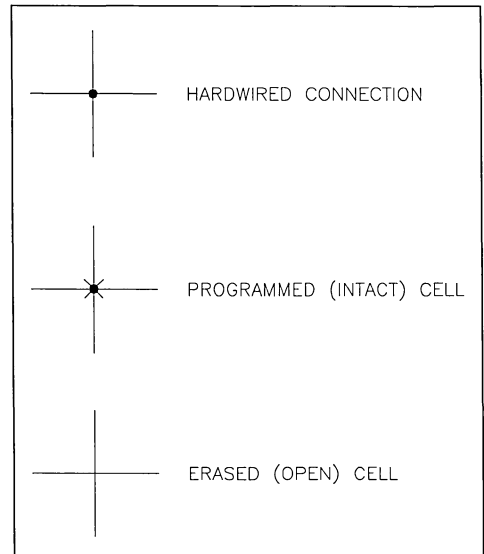 HARDWIRED CONNECTION
PROGRAMMED (INTACT) CELL
ERASED (OPEN) CELL